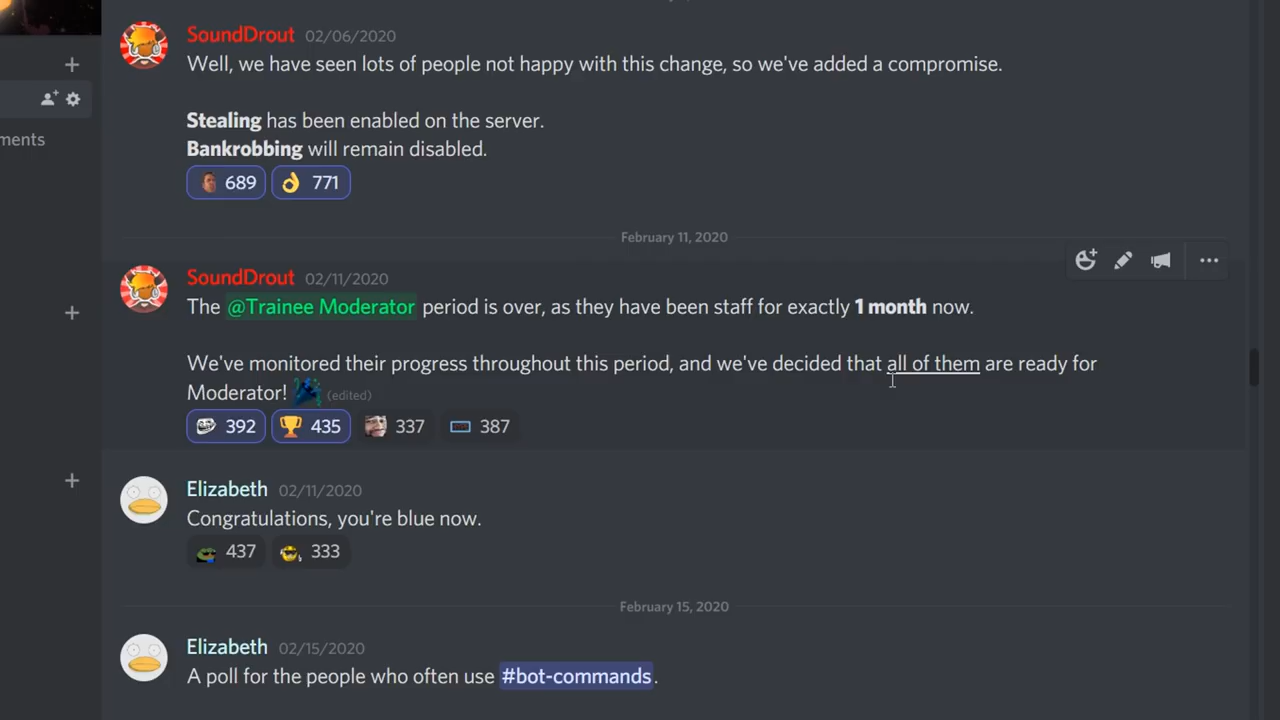 SoundDrout 02/06/2020
Well, we have seen lots of people not happy with this change, so we've added a compromise.
Stealing has been enabled on the server.
Bankrobbing will remain disabled.
689 771
ments
February 11, 2020
SoundDrout 02/11/2020
The @Trainee Moderator period is over, as they have been staff for exactly 1 month now.
We've monitored their progress throughout this period, and we've decided that all of them are ready for
Moderator! (edited)
392 435 337 387
Elizabeth 02/11/2020
Congratulations, you're blue now.
437 333
February 15, 2020
Elizabeth 02/15/2020
A poll for the people who often use #bot-commands.